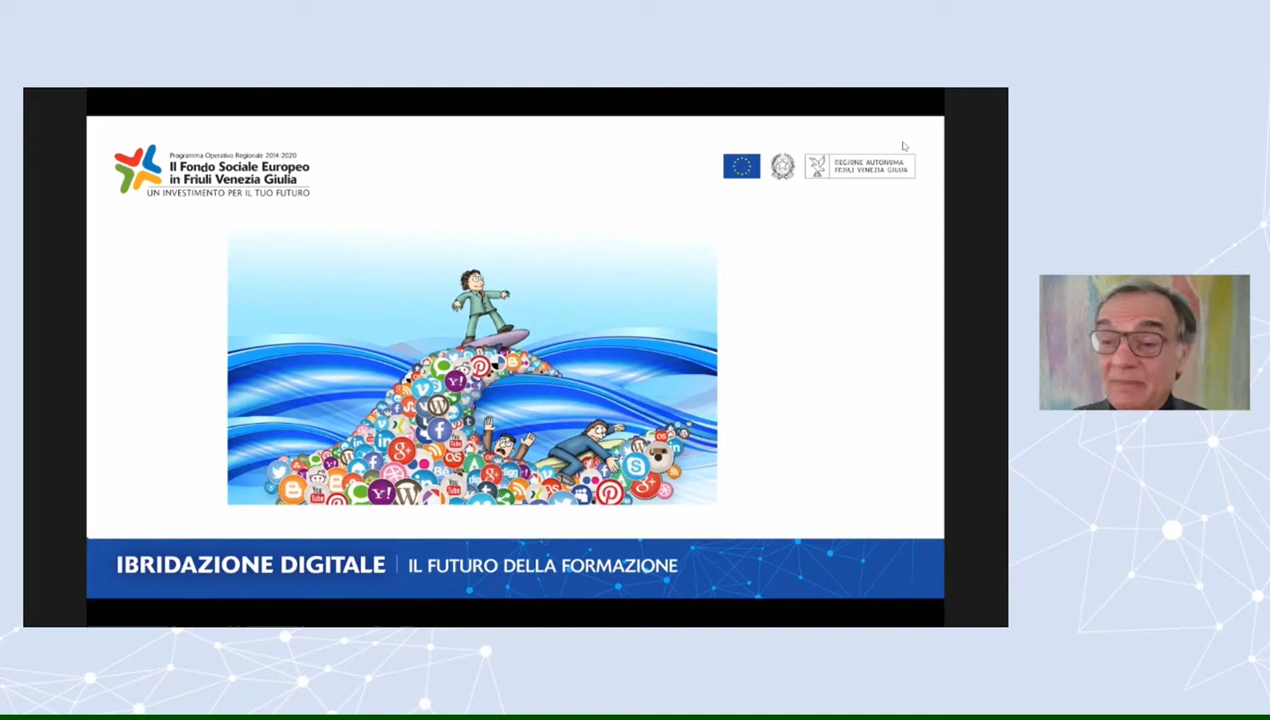 Programma Operativo Regionale 2014-2020
Il Fondo Sociale Europeo
in Friuli Venezia Giulia
UN INVESTIMENTO PER IL TUO FUTURO
REGIONE AUTONOMA
FRIULI VENEZIA GIULIA
IBRIDAZIONE DIGITALE | IL FUTURO DELLA FORMAZIONE